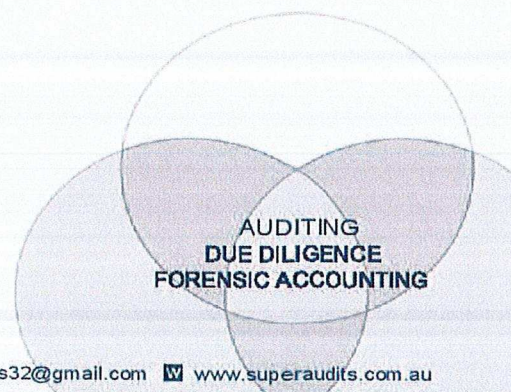 AUDITING
DUE DILIGENCE
FORENSIC ACCOUNTING
s32@gmail.com W www.superaudits.com.au